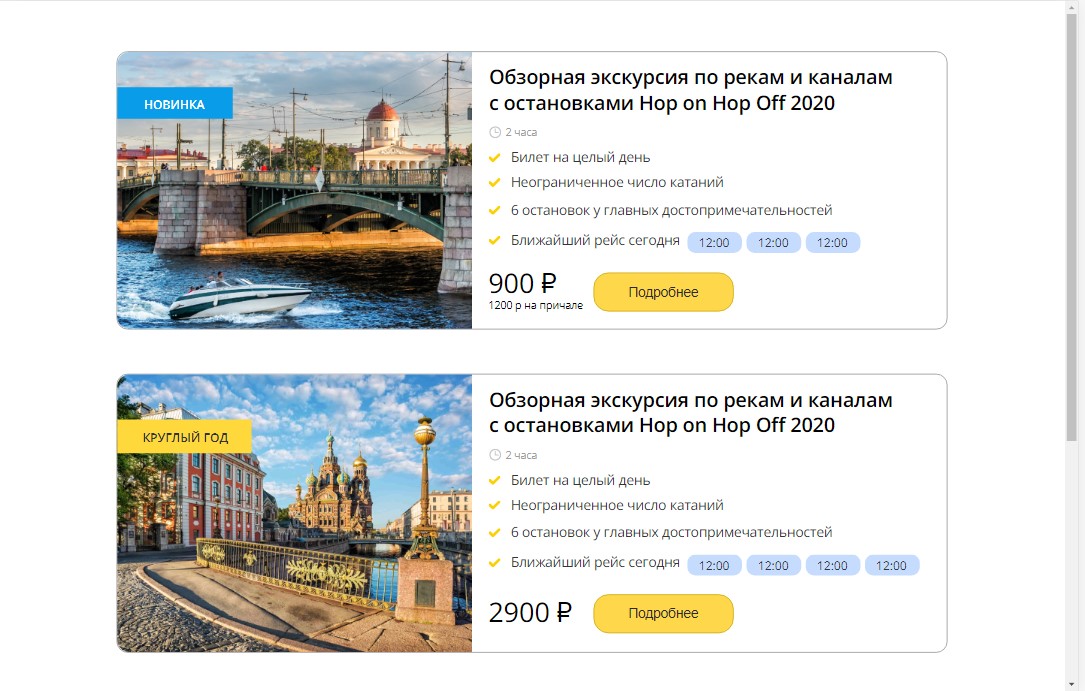 НОВИНКА
Обзорная экскурсия по рекам и каналам
с остановками Hop on Hop Off 2020
2 часа
Билет на целый день
Неограниченное число катаний
6 остановок у главных достопримечательностей
Ближайший рейс сегодня 12:00 12:00 12:00
900 ₽
1200 р на причале
Подробнее
КРУГЛЫЙ ГОД
Обзорная экскурсия по рекам и каналам
с остановками Hop on Hop Off 2020
2 часа
Билет на целый день
Неограниченное число катаний
6 остановок у главных достопримечательностей
Ближайший рейс сегодня 12:00 12:00 12:00 12:00
2900 ₽
Подробнее